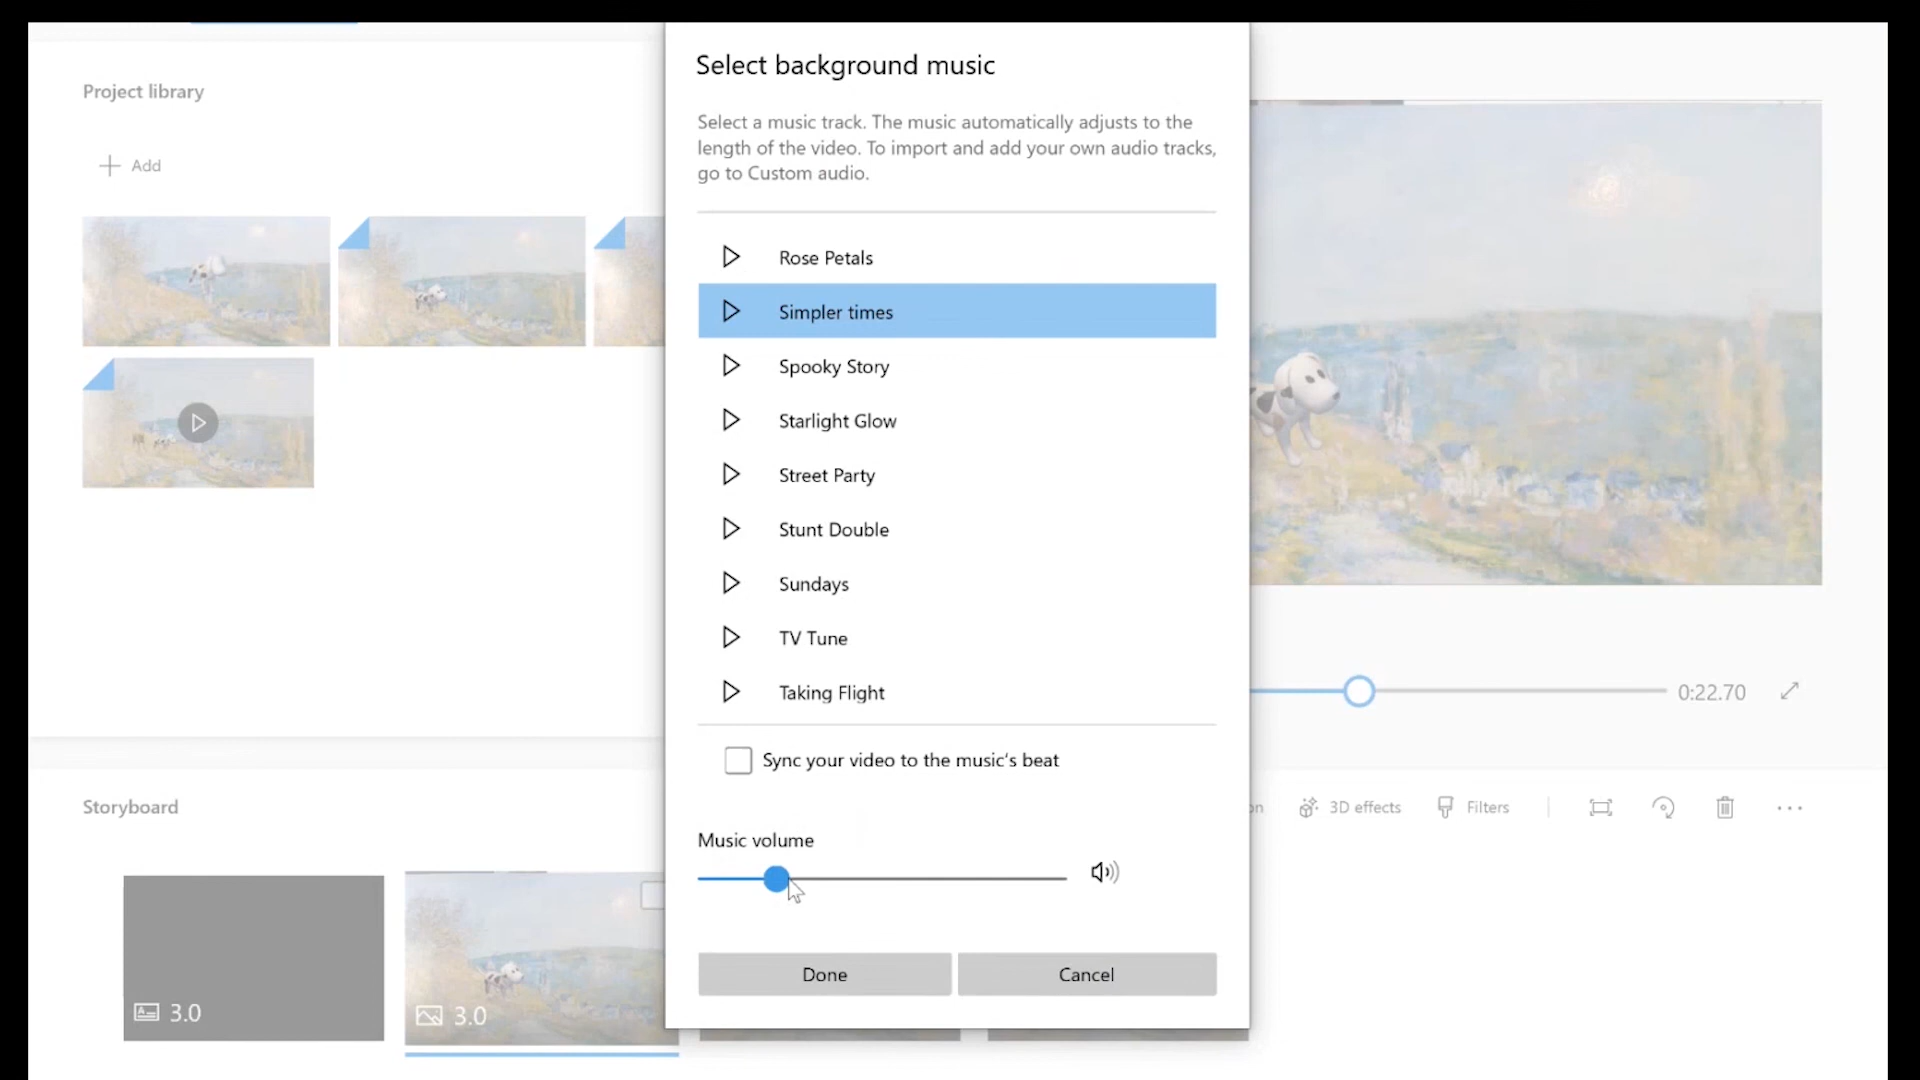 Select background music
Project library
Select a music track. The music automatically adjusts to the
length of the video. To import and add your own audio tracks,
go to Custom audio.
Add
Rose Petals
Simpler times
Spooky Story
Starlight Glow
Street Party
Stunt Double
Sundays
TV Tune
Taking Flight
0:22.70
Sync your video to the music's beat
Storyboard
3D effects
Filters
Music volume
Done
Cancel
3.0
3.0